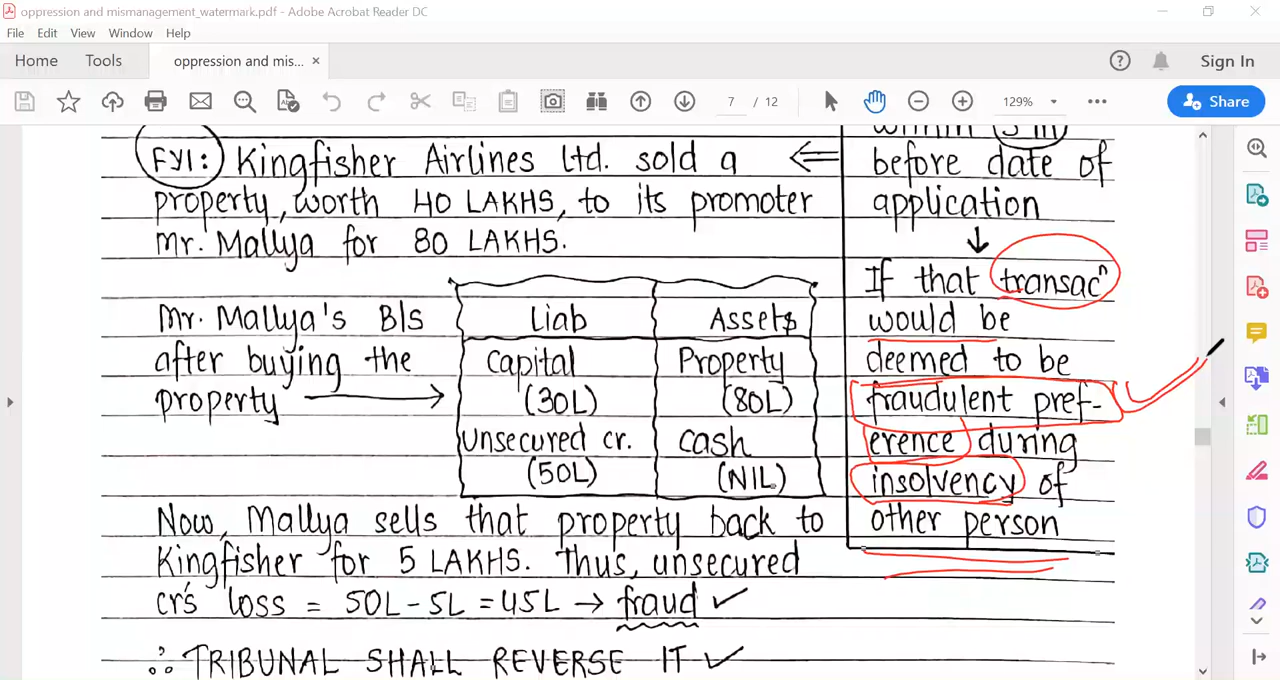 oppression and mismanagement_watermark.pdf - Adobe Acrobat Reader DC
File Edit View Window Help
Home Tools oppression and mis... × Sign In
7 / 12 129% Share
FYI: Kingfisher Airlines Ltd. sold a
property, worth 40 LAKHS, to its promoter
Mr. Mallya for 80 LAKHS.
Mr. Mallya's B/s
after buying the
property
Liab Assets
Capital Property
(30L) (80L)
Unsecured cr. Cash
(50L) (NIL)
Now, Mallya sells that property back to
Kingfisher for 5 LAKHS. Thus, unsecured
cr's loss = 50L - 5L = 45L → fraud ✓
∴ TRIBUNAL SHALL REVERSE IT ✓
within 3 m
before date of
application
↓
If that transacⁿ
would be
deemed to be
fraudulent pref-
erence during
insolvency of
other person